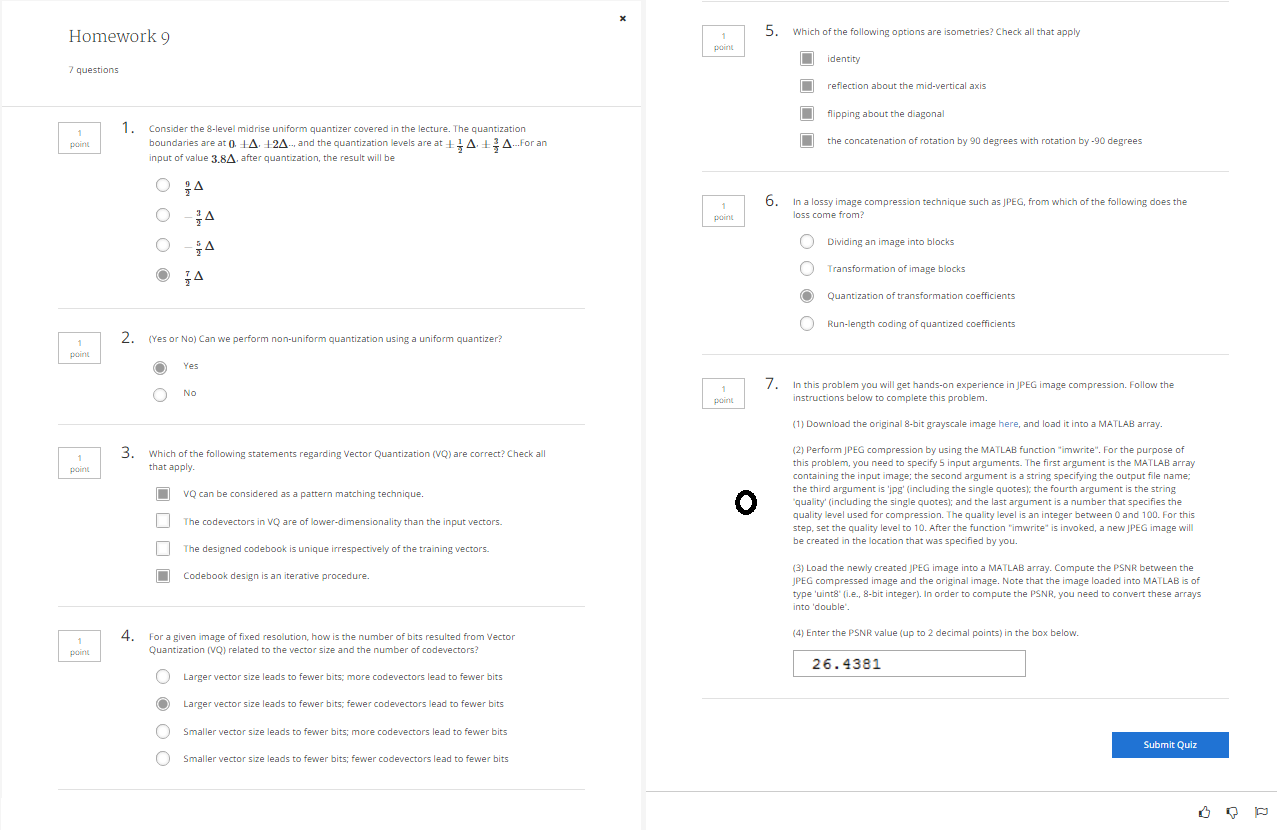 Homework 9
7 questions
1
point
1.
Consider the 8-level midrise uniform quantizer covered in the lecture. The quantization
boundaries are at 0, ±Δ, ±2Δ..., and the quantization levels are at ±1/2 Δ, ±3/2 Δ...For an
input of value 3.8Δ, after quantization, the result will be
9/2 Δ
−3/2 Δ
−5/2 Δ
7/2 Δ
1
point
2.
(Yes or No) Can we perform non-uniform quantization using a uniform quantizer?
Yes
No
1
point
3.
Which of the following statements regarding Vector Quantization (VQ) are correct? Check all
that apply.
VQ can be considered as a pattern matching technique.
The codevectors in VQ are of lower-dimensionality than the input vectors.
The designed codebook is unique irrespectively of the training vectors.
Codebook design is an iterative procedure.
1
point
4.
For a given image of fixed resolution, how is the number of bits resulted from Vector
Quantization (VQ) related to the vector size and the number of codevectors?
Larger vector size leads to fewer bits; more codevectors lead to fewer bits
Larger vector size leads to fewer bits; fewer codevectors lead to fewer bits
Smaller vector size leads to fewer bits; more codevectors lead to fewer bits
Smaller vector size leads to fewer bits; fewer codevectors lead to fewer bits
1
point
5.
Which of the following options are isometries? Check all that apply
identity
reflection about the mid-vertical axis
flipping about the diagonal
the concatenation of rotation by 90 degrees with rotation by -90 degrees
1
point
6.
In a lossy image compression technique such as JPEG, from which of the following does the
loss come from?
Dividing an image into blocks
Transformation of image blocks
Quantization of transformation coefficients
Run-length coding of quantized coefficients
1
point
7.
In this problem you will get hands-on experience in JPEG image compression. Follow the
instructions below to complete this problem.
(1) Download the original 8-bit grayscale image here, and load it into a MATLAB array.
(2) Perform JPEG compression by using the MATLAB function "imwrite". For the purpose of
this problem, you need to specify 5 input arguments. The first argument is the MATLAB array
containing the input image; the second argument is a string specifying the output file name;
the third argument is 'jpg' (including the single quotes); the fourth argument is the string
'quality' (including the single quotes); and the last argument is a number that specifies the
quality level used for compression. The quality level is an integer between 0 and 100. For this
step, set the quality level to 10. After the function "imwrite" is invoked, a new JPEG image will
be created in the location that was specified by you.
(3) Load the newly created JPEG image into a MATLAB array. Compute the PSNR between the
JPEG compressed image and the original image. Note that the image loaded into MATLAB is of
type 'uint8' (i.e., 8-bit integer). In order to compute the PSNR, you need to convert these arrays
into 'double'.
(4) Enter the PSNR value (up to 2 decimal points) in the box below.
26.4381
Submit Quiz